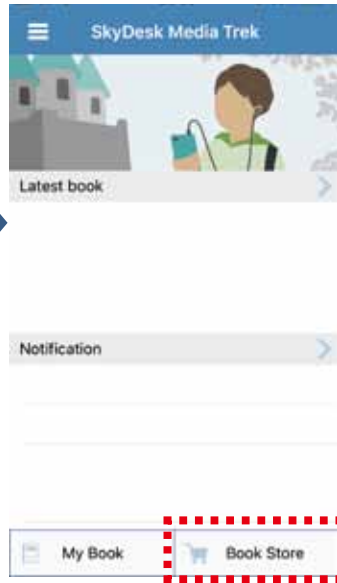 SkyDesk Media Trek
Latest book
Notification
My Book
Book Store